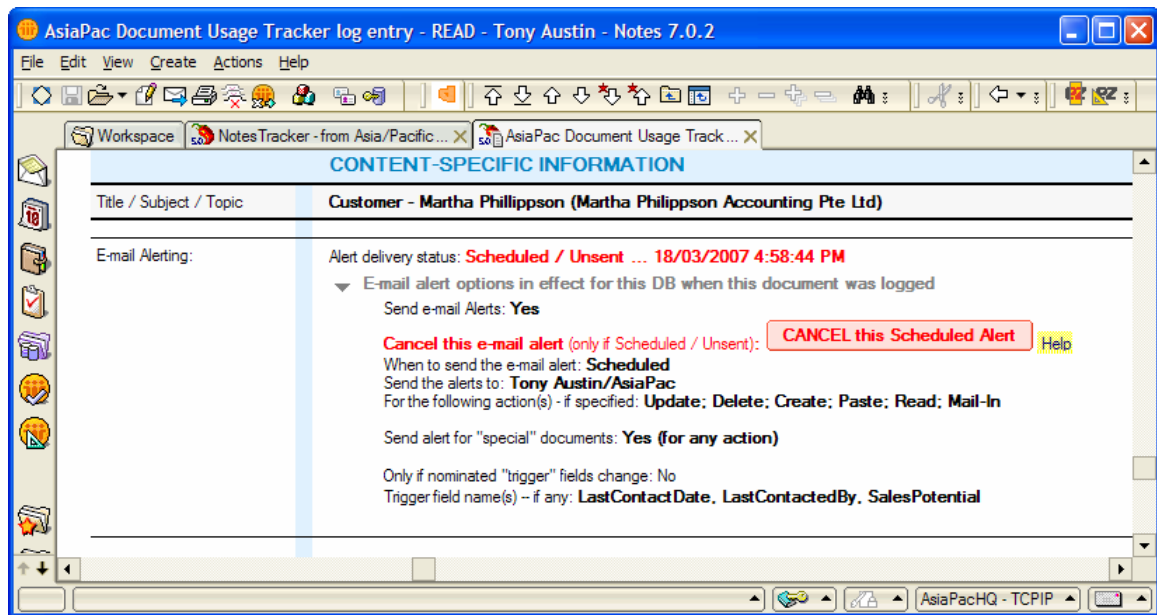 AsiaPac Document Usage Tracker log entry - READ - Tony Austin - Notes 7.0.2
File Edit View Create Actions Help
Workspace NotesTracker - from Asia/Pacific ... AsiaPac Document Usage Track ...
CONTENT-SPECIFIC INFORMATION
Title / Subject / Topic Customer - Martha Phillippson (Martha Philippson Accounting Pte Ltd)
E-mail Alerting: Alert delivery status: Scheduled / Unsent ... 18/03/2007 4:58:44 PM
E-mail alert options in effect for this DB when this document was logged
Send e-mail Alerts: Yes
Cancel this e-mail alert (only if Scheduled / Unsent): CANCEL this Scheduled Alert Help
When to send the e-mail alert: Scheduled
Send the alerts to: Tony Austin/AsiaPac
For the following action(s) - if specified: Update; Delete; Create; Paste; Read; Mail-In
Send alert for "special" documents: Yes (for any action)
Only if nominated "trigger" fields change: No
Trigger field name(s) -- if any: LastContactDate, LastContactedBy, SalesPotential
AsiaPacHQ - TCPIP